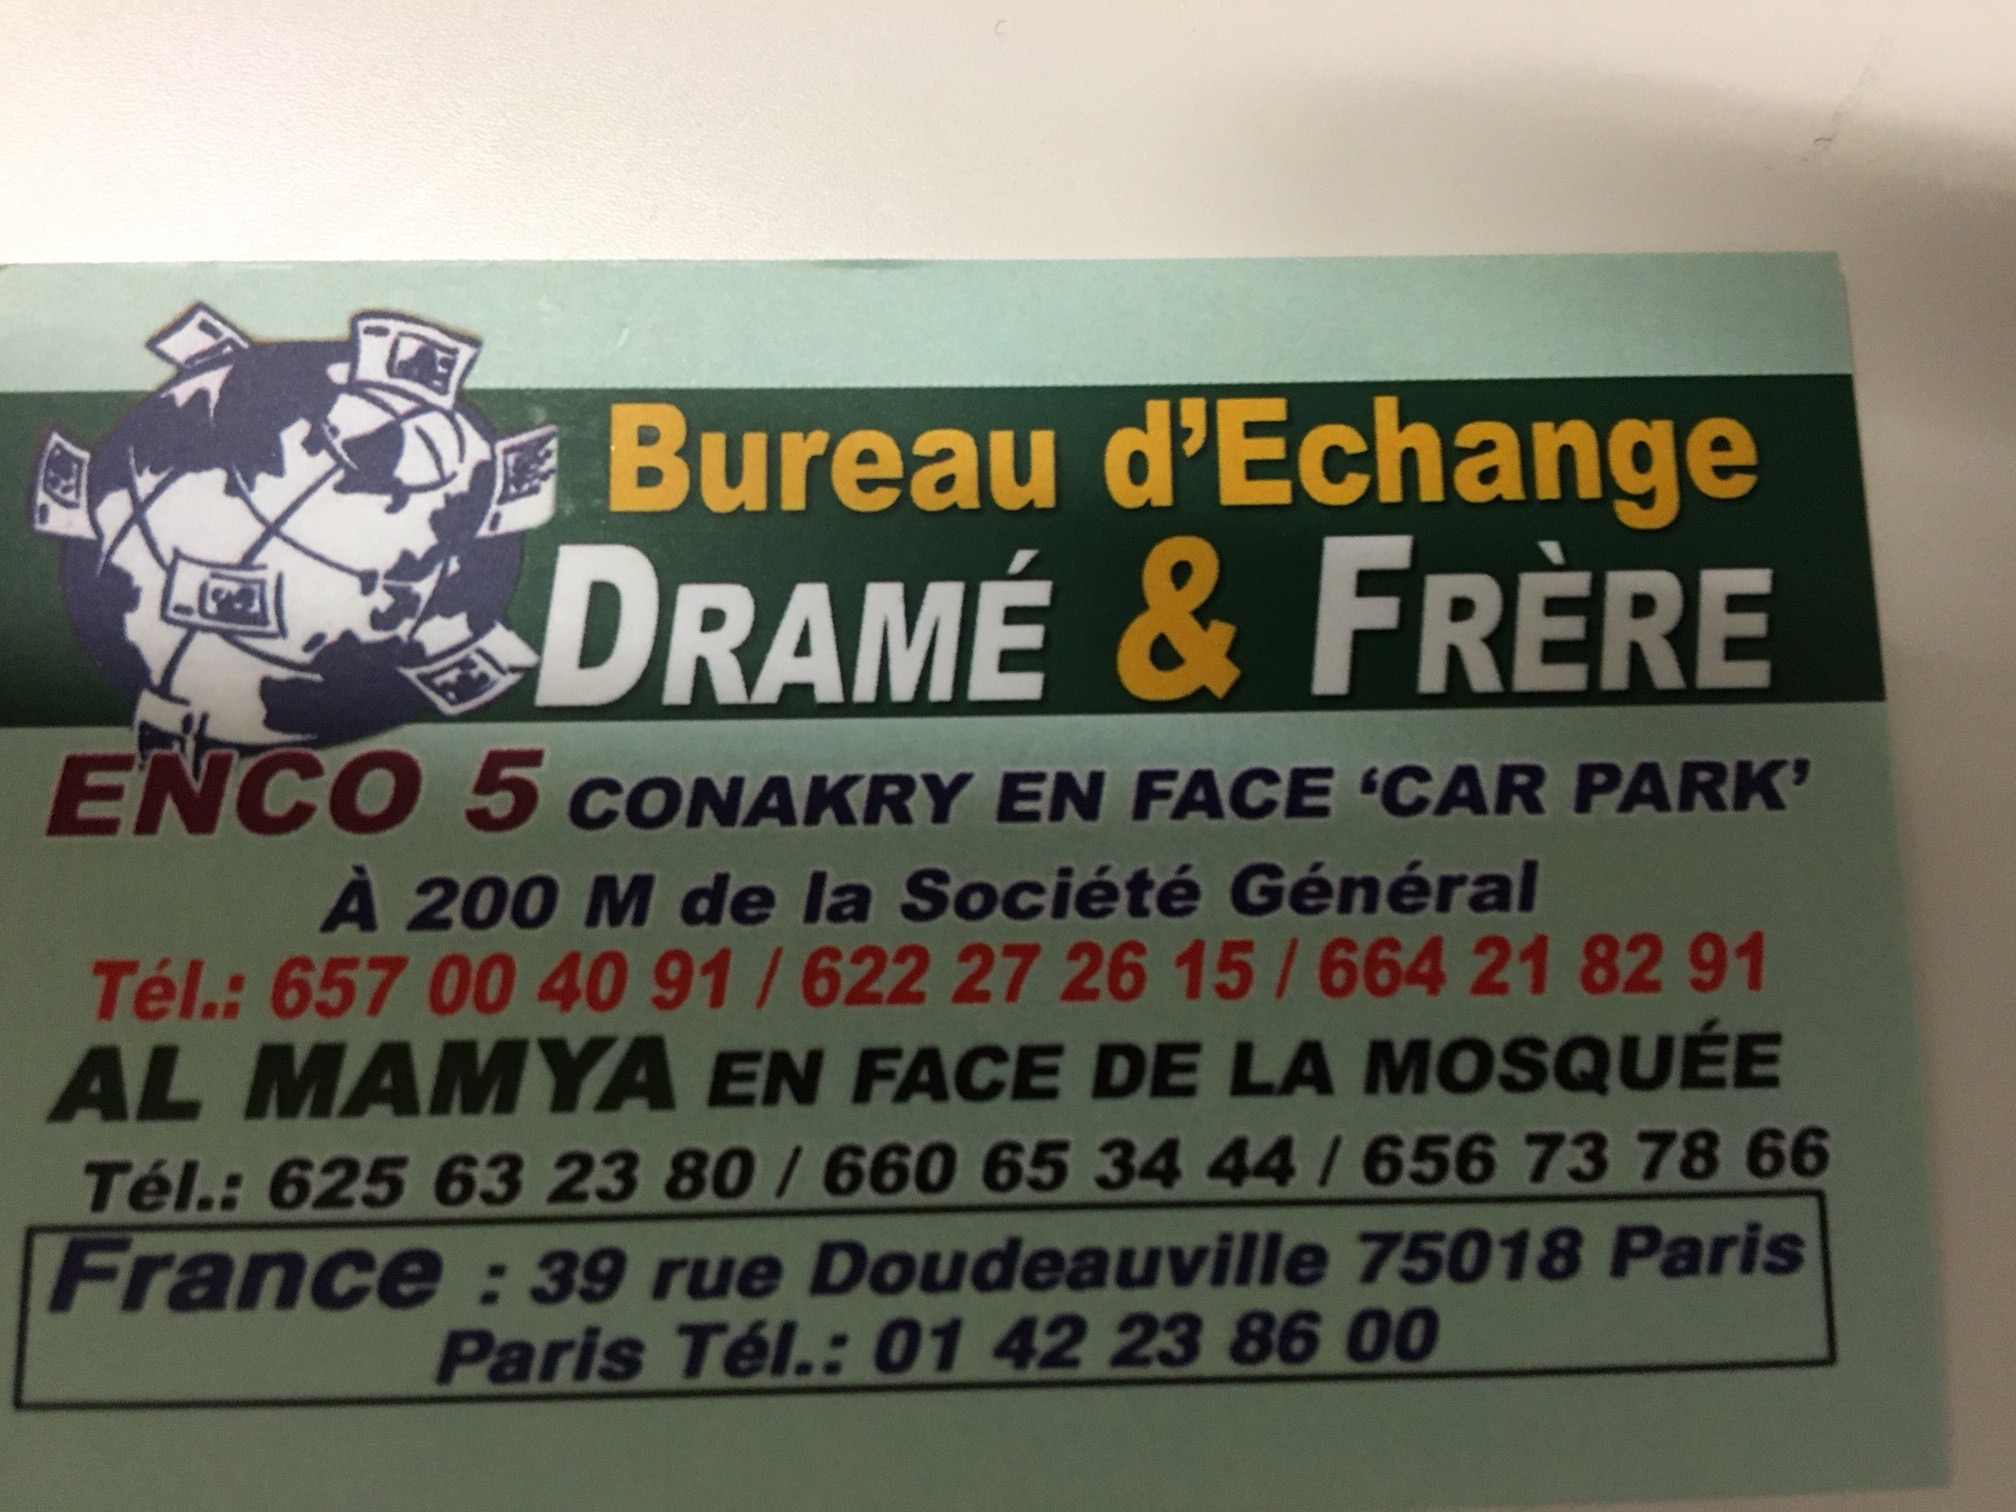 Bureau d'Echange
DRAMÉ & FRÈRE
ENCO 5 CONAKRY EN FACE ‘CAR PARK’
À 200 M de la Société Général
Tél.: 657 00 40 91 / 622 27 26 15 / 664 21 82 91
AL MAMYA EN FACE DE LA MOSQUÉE
Tél.: 625 63 23 80 / 660 65 34 44 / 656 73 78 66
France : 39 rue Doudeauville 75018 Paris
Paris Tél.: 01 42 23 86 00